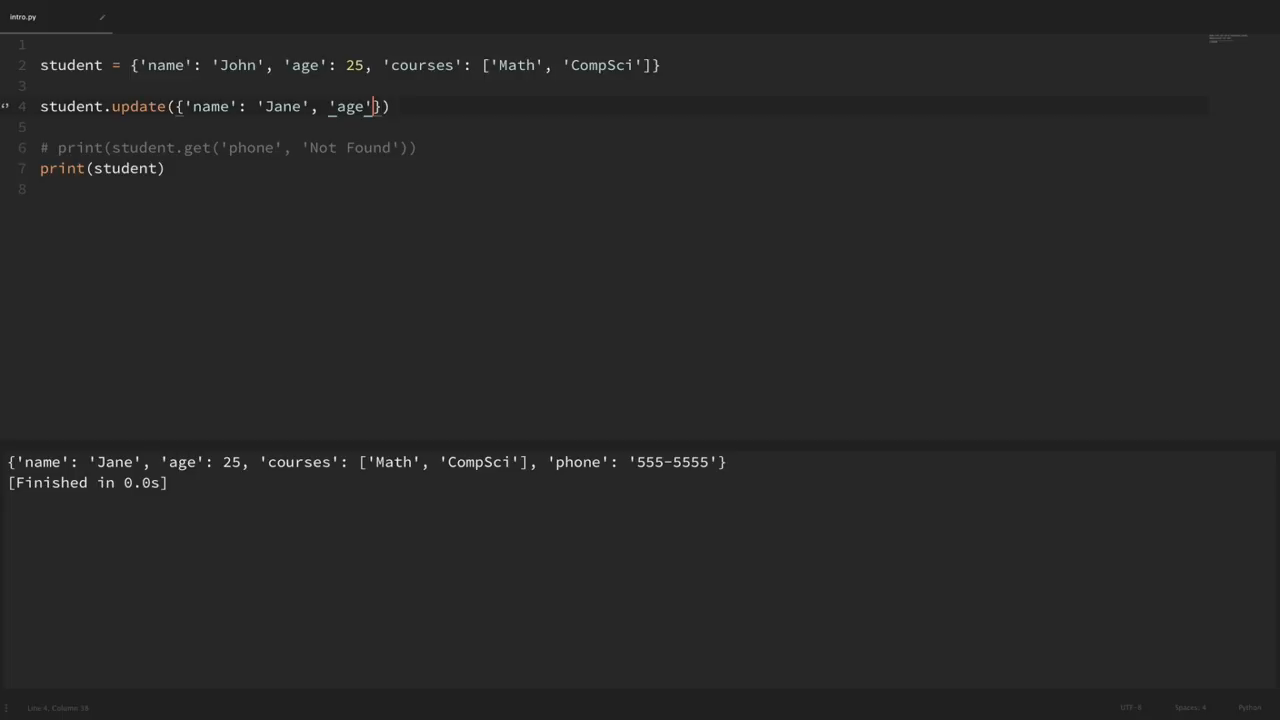 intro.py
1
2 student = {'name': 'John', 'age': 25, 'courses': ['Math', 'CompSci']}
3
4 student.update({'name': 'Jane', 'age'})
5
6 # print(student.get('phone', 'Not Found'))
7 print(student)
8
{'name': 'Jane', 'age': 25, 'courses': ['Math', 'CompSci'], 'phone': '555-5555'}
[Finished in 0.0s]
Line 4, Column 38 UTF-8 Spaces: 4 Python